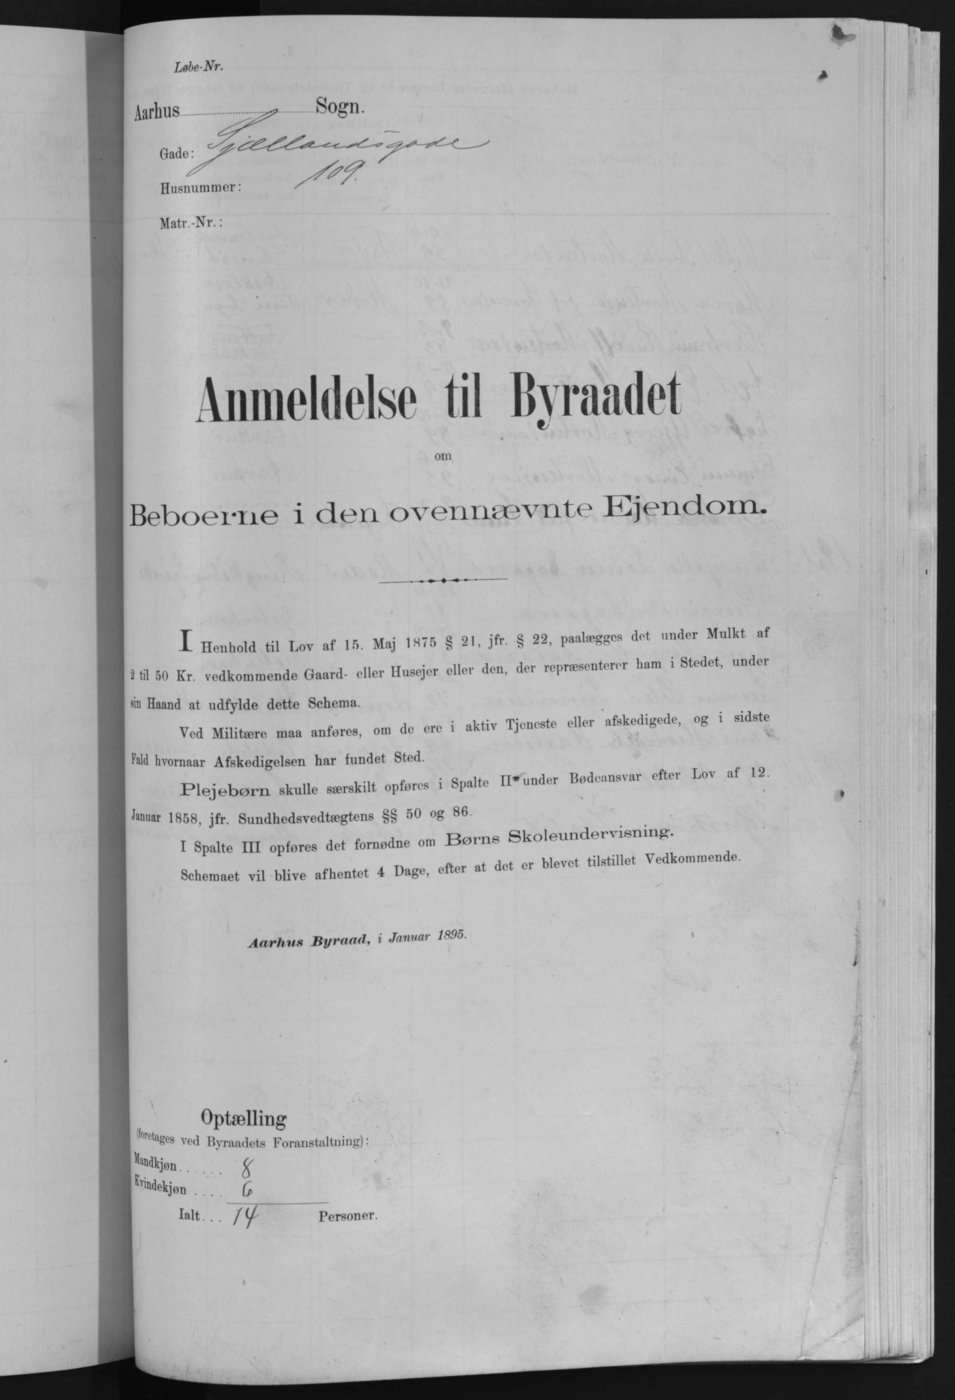 Løbe-Nr.
Aarhus Sogn.
Gade: Sjællandsgade
Husnummer: 109.
Matr.-Nr.:
Anmeldelse til Byraadet
om
Beboerne i den ovennævnte Ejendom.
I Henhold til Lov af 15. Maj 1875 § 21, jfr. § 22, paalægges det under Mulkt af
2 til 50 Kr. vedkommende Gaard- eller Husejer eller den, der repræsenterer ham i Stedet, under
sin Haand at udfylde dette Schema.
Ved Militære maa anføres, om de ere i aktiv Tjeneste eller afskedigede, og i sidste
Fald hvornaar Afskedigelsen har fundet Sted.
Plejebørn skulle særskilt opføres i Spalte II* under Bødeansvar efter Lov af 12.
Januar 1858, jfr. Sundhedsvedtægtens §§ 50 og 86.
I Spalte III opføres det fornødne om Børns Skoleundervisning.
Schemaet vil blive afhentet 4 Dage, efter at det er blevet tilstillet Vedkommende.
Aarhus Byraad, i Januar 1895.
Optælling
(foretages ved Byraadets Foranstaltning):
Mandkjøn..... 8
Kvindekjøn.... 6
Ialt... 14 Personer.